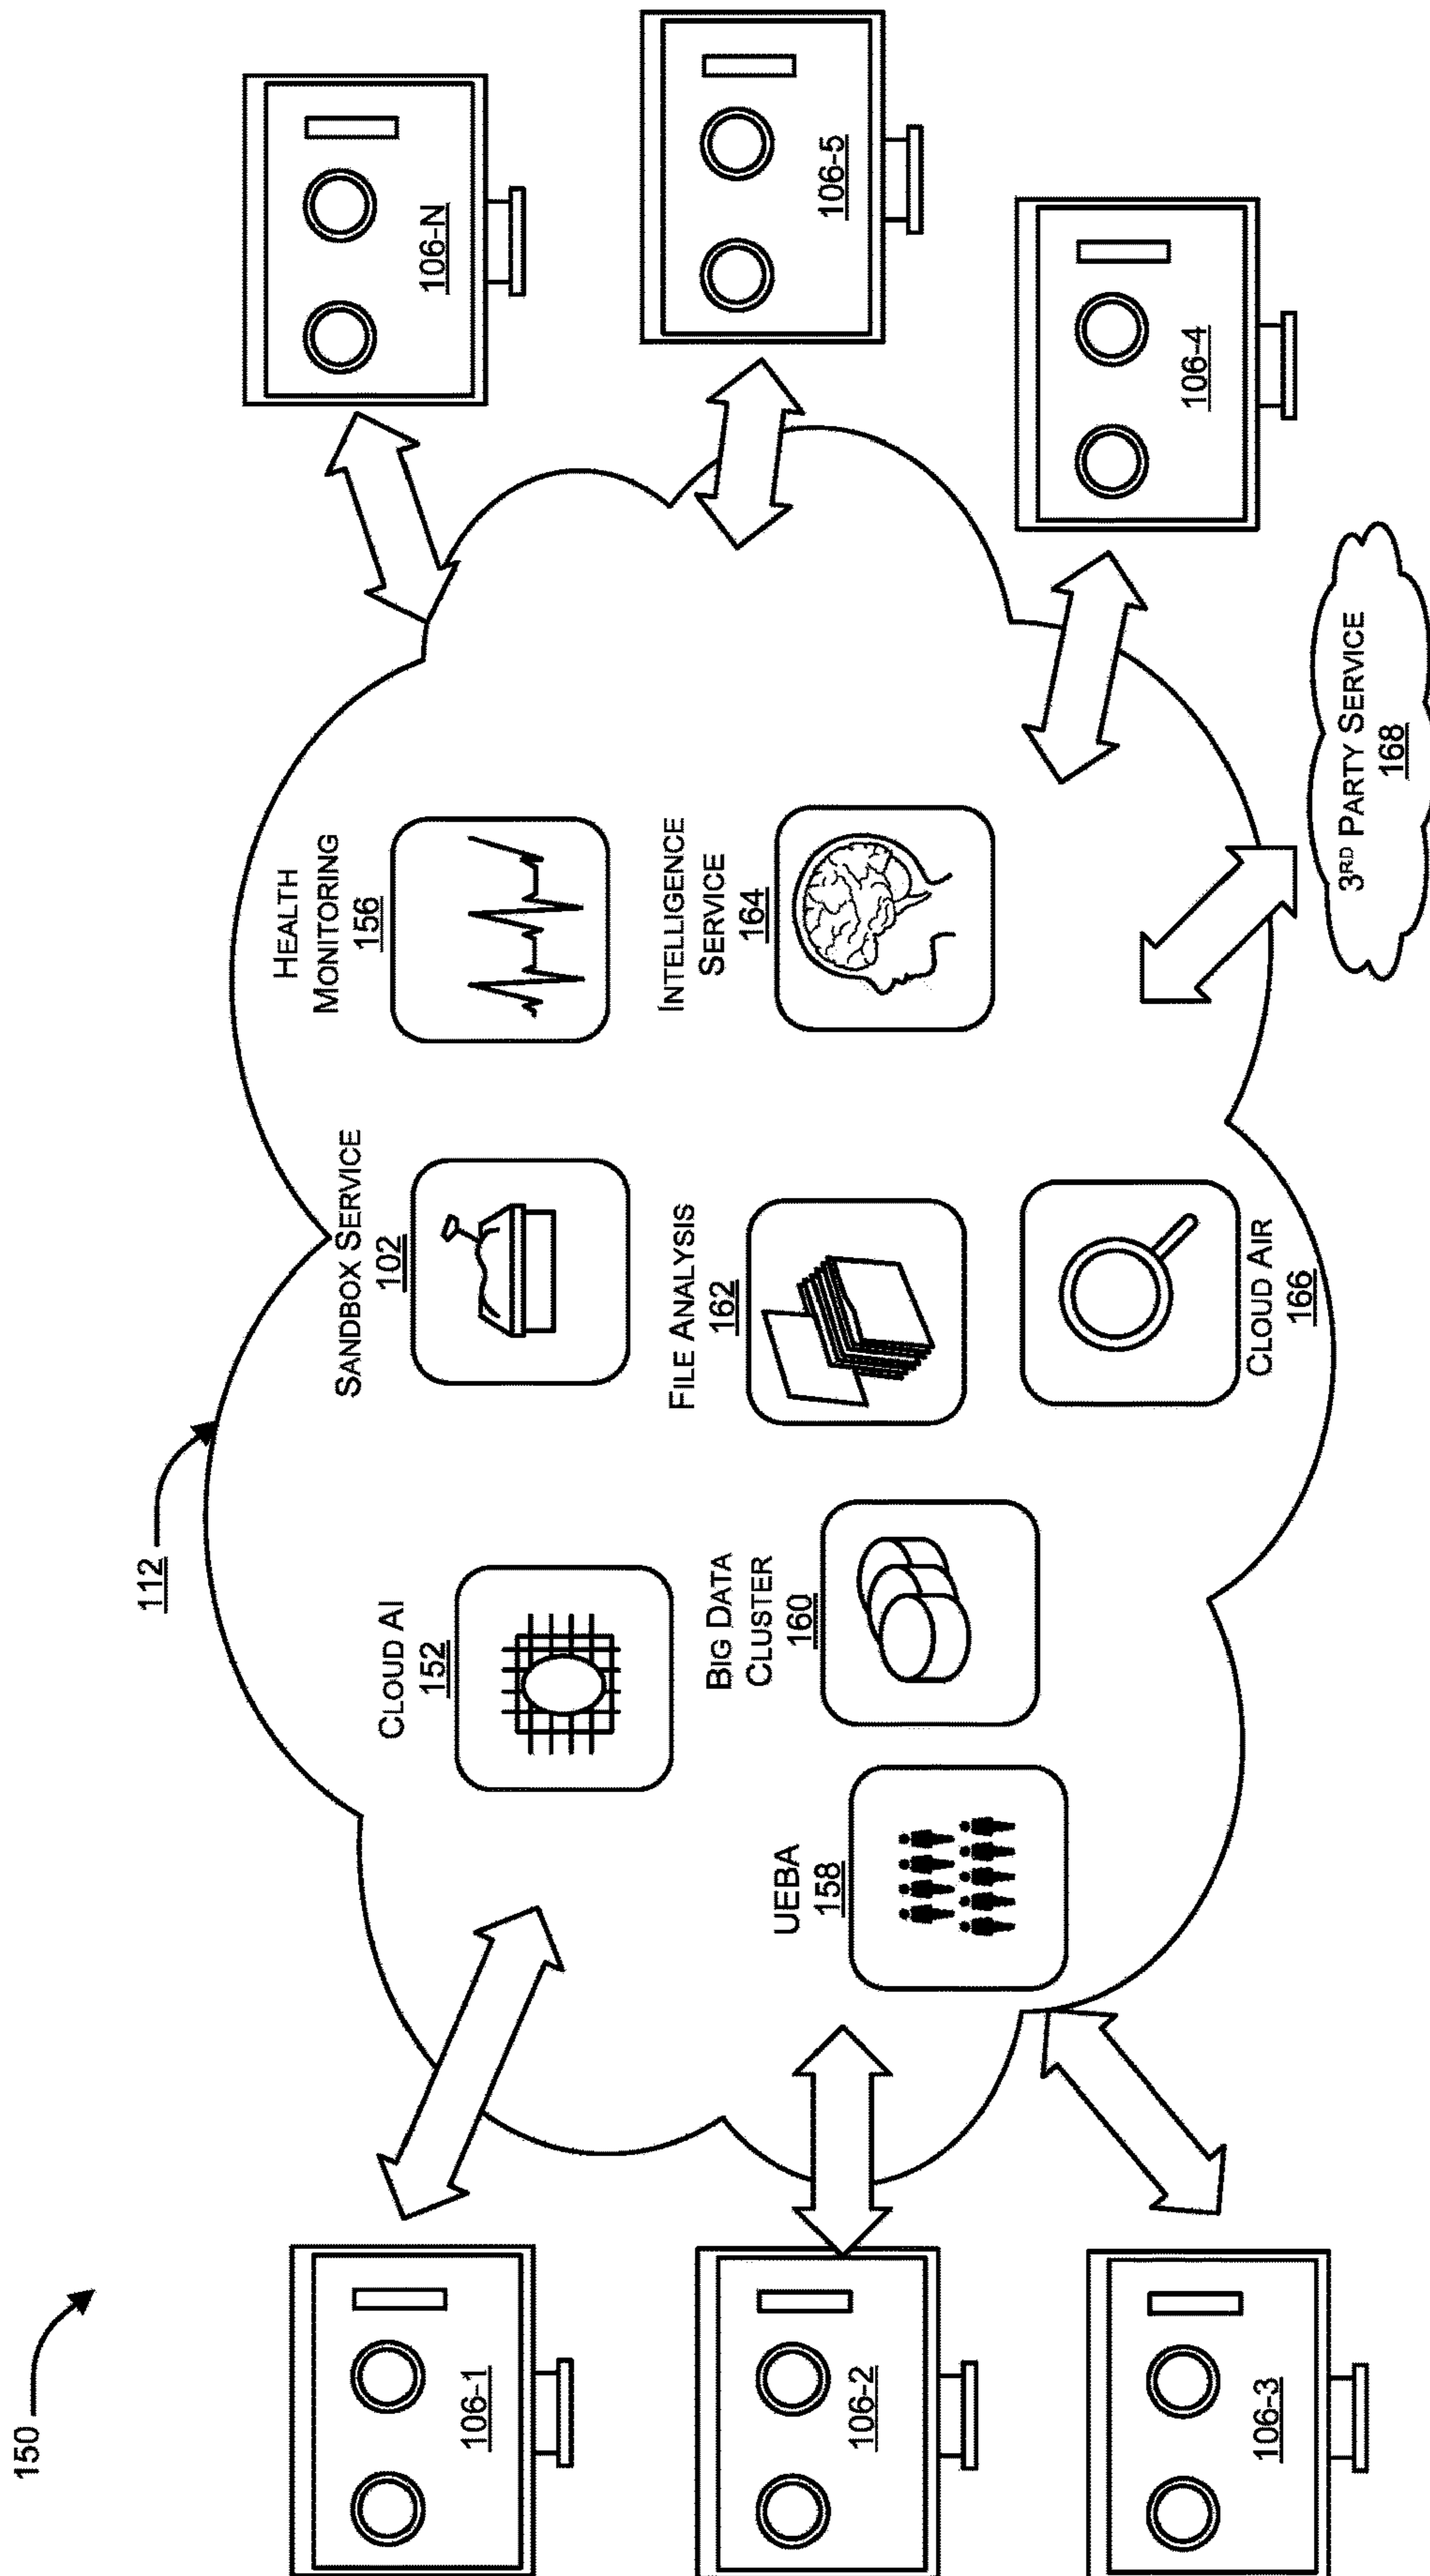 150
112
106-1
106-2
106-3
CLOUD AI
152
SANDBOX SERVICE
102
HEALTH
MONITORING
156
UEBA
158
BIG DATA
CLUSTER
160
FILE ANALYSIS
162
INTELLIGENCE
SERVICE
164
CLOUD AIR
166
3RD PARTY SERVICE
168
106-N
106-5
106-4